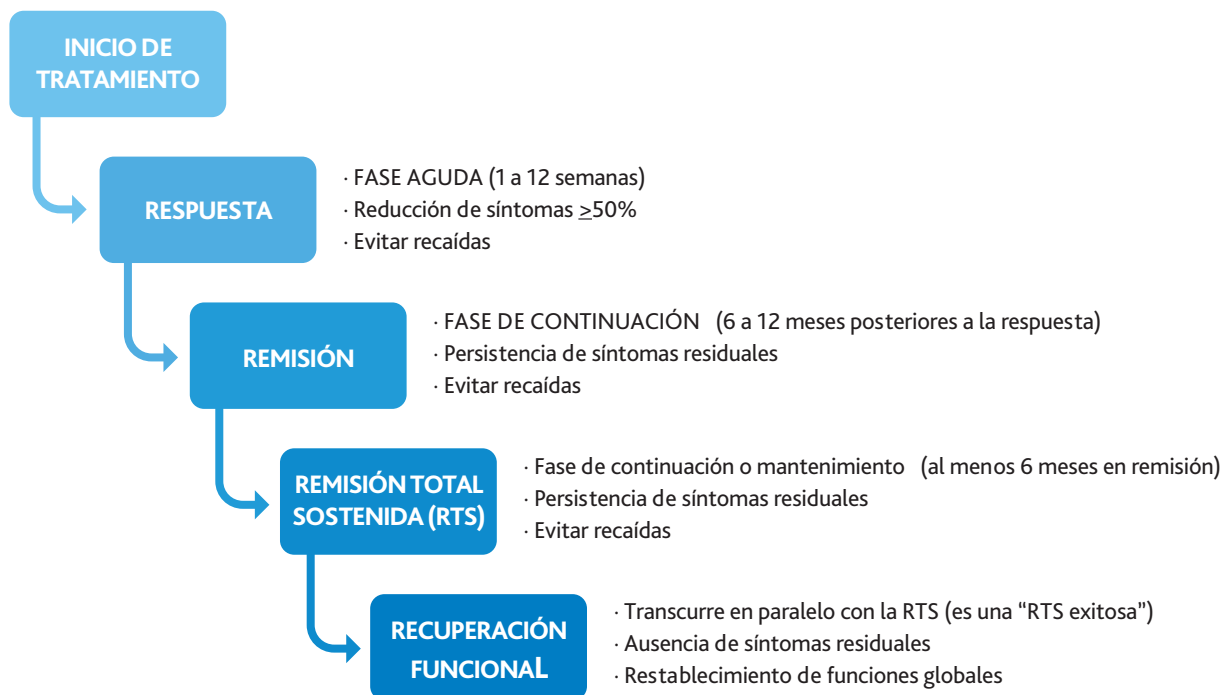 INICIO DE
TRATAMIENTO
RESPUESTA
· FASE AGUDA (1 a 12 semanas)
· Reducción de síntomas ≥50%
· Evitar recaídas
REMISIÓN
· FASE DE CONTINUACIÓN (6 a 12 meses posteriores a la respuesta)
· Persistencia de síntomas residuales
· Evitar recaídas
REMISIÓN TOTAL
SOSTENIDA (RTS)
· Fase de continuación o mantenimiento (al menos 6 meses en remisión)
· Persistencia de síntomas residuales
· Evitar recaídas
RECUPERACIÓN
FUNCIONAL
· Transcurre en paralelo con la RTS (es una “RTS exitosa”)
· Ausencia de síntomas residuales
· Restablecimiento de funciones globales